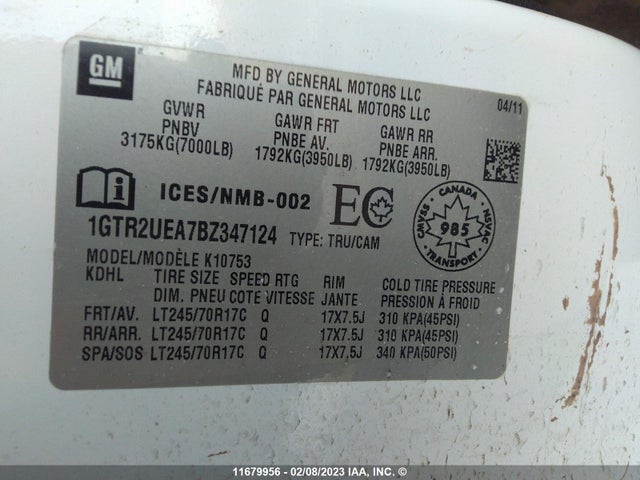 GM
MFD BY GENERAL MOTORS LLC
FABRIQUÉ PAR GENERAL MOTORS LLC
04/11
GVWR GAWR FRT GAWR RR
PNBV PNBE AV. PNBE ARR.
3175KG(7000LB) 1792KG(3950LB) 1792KG(3950LB)
ICES/NMB-002 EC
CANADA
CMVSS 985 NSVAC
TRANSPORT
1GTR2UEA7BZ347124 TYPE: TRU/CAM
MODEL/MODÈLE K10753
KDHL TIRE SIZE SPEED RTG RIM COLD TIRE PRESSURE
DIM. PNEU COTE VITESSE JANTE PRESSION À FROID
FRT/AV. LT245/70R17C Q 17X7.5J 310 KPA(45PSI)
RR/ARR. LT245/70R17C Q 17X7.5J 310 KPA(45PSI)
SPA/SOS LT245/70R17C Q 17X7.5J 340 KPA(50PSI)
11679956 - 02/08/2023 IAA, INC. ©